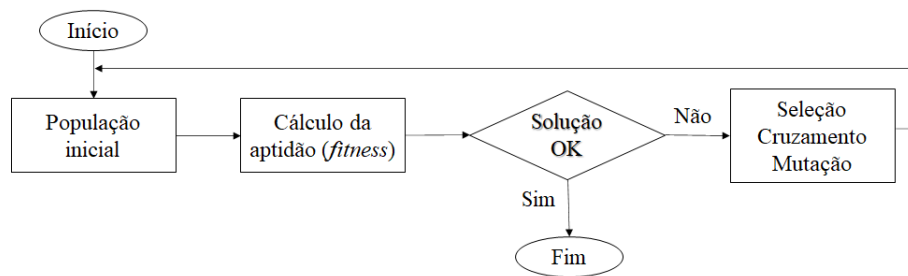 Início
População
inicial
Cálculo da
aptidão (fitness)
Solução
OK
Não
Seleção
Cruzamento
Mutação
Sim
Fim